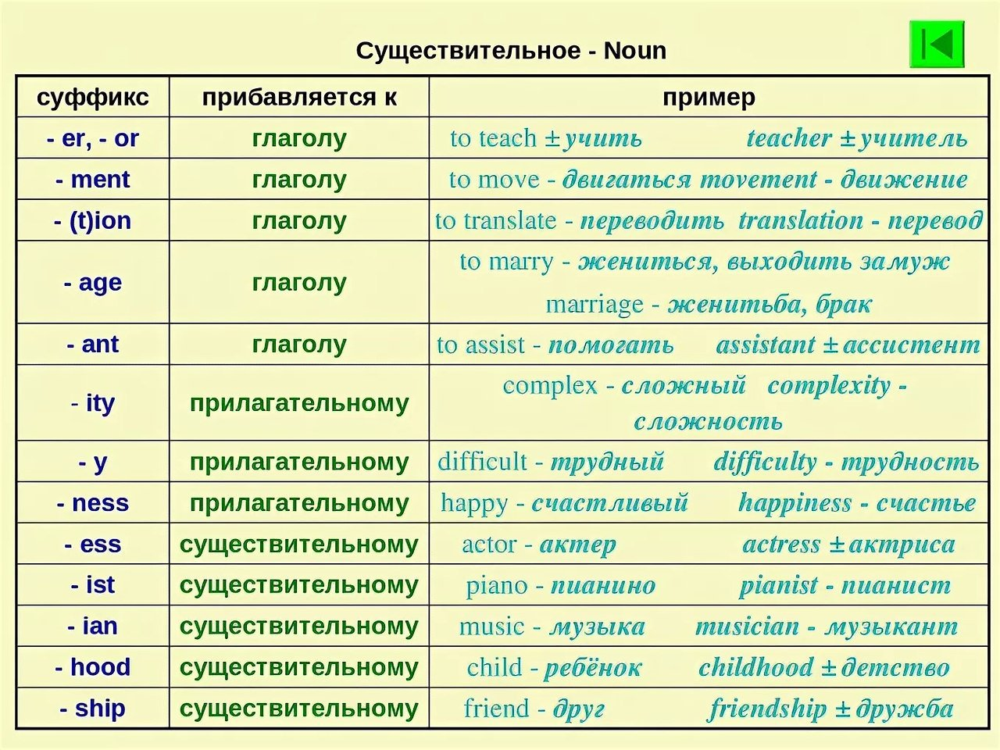 Существительное - Noun
суффикс прибавляется к пример
- er, - or глаголу to teach ± учить teacher ± учитель
- ment глаголу to move - двигаться movement - движение
- (t)ion глаголу to translate - переводить translation - перевод
- age глаголу to marry - жениться, выходить замуж
marriage - женитьба, брак
- ant глаголу to assist - помогать assistant ± ассистент
- ity прилагательному complex - сложный complexity -
сложность
- y прилагательному difficult - трудный difficulty - трудность
- ness прилагательному happy - счастливый happiness - счастье
- ess существительному actor - актер actress ± актриса
- ist существительному piano - пианино pianist - пианист
- ian существительному music - музыка musician - музыкант
- hood существительному child - ребёнок childhood ± детство
- ship существительному friend - друг friendship ± дружба